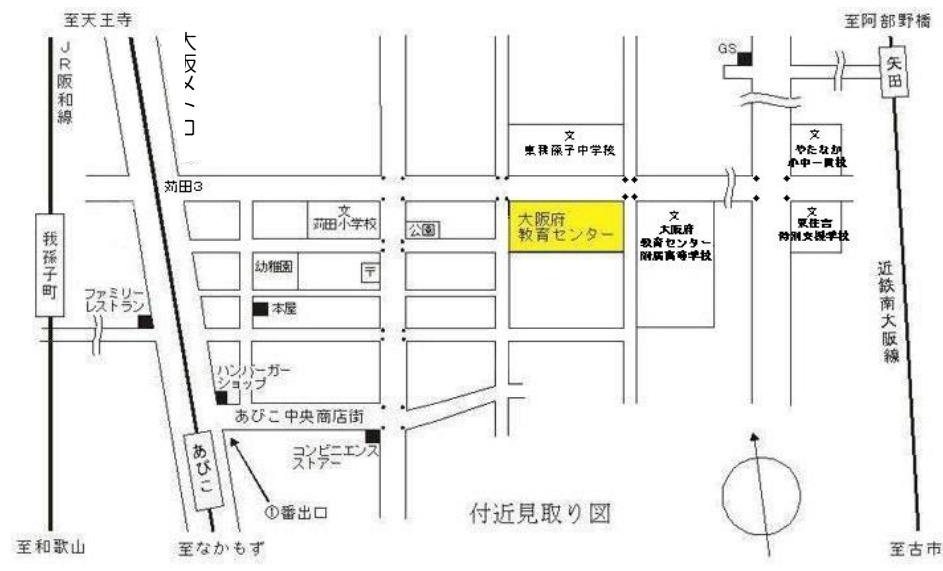 至天王寺
至阿部野橋
JR阪和線
大阪メトロ
GS
矢田
文
東我孫子中学校
文
やたなか
小中一貫校
苅田3
文
苅田小学校
公園
大阪府
教育センター
文
大阪府
教育センター
附属高等学校
文
東住吉
特別支援学校
我孫子町
幼稚園
〒
近鉄南大阪線
ファミリー
レストラン
本屋
ハンバーガー
ショップ
あびこ中央商店街
あびこ
コンビニエンス
ストアー
①番出口
付近見取り図
至和歌山
至なかもず
至古市